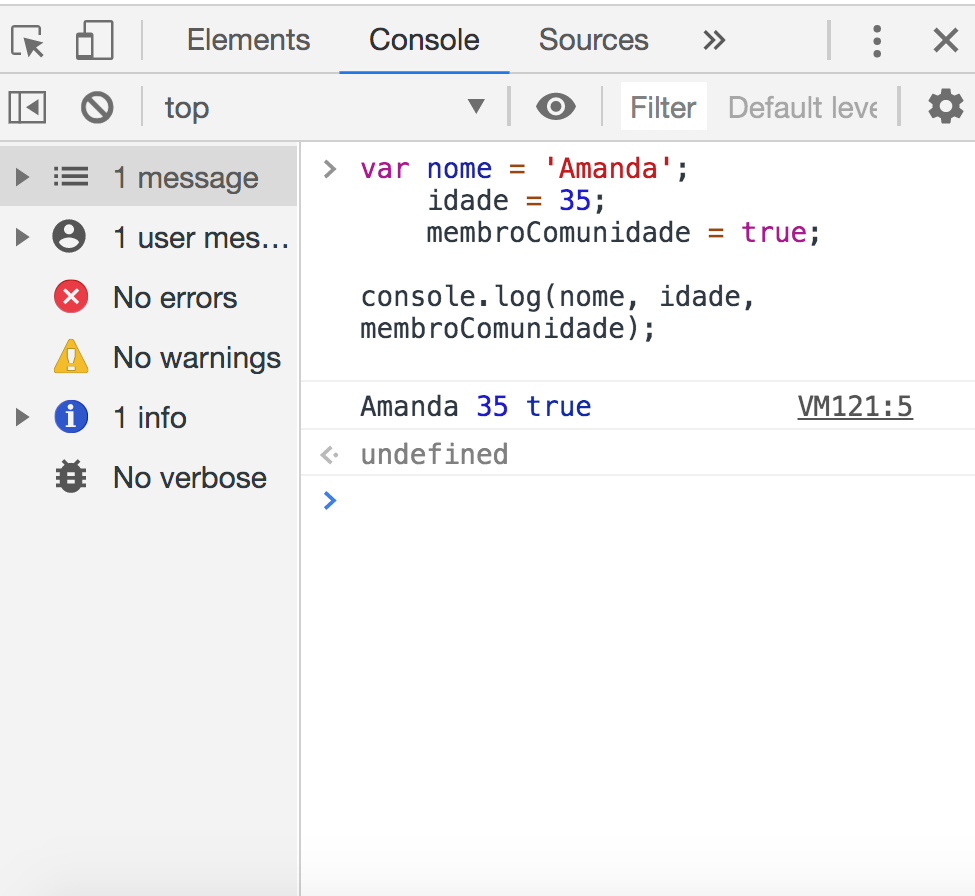 Elements Console Sources
top Filter Default leve
1 message
1 user mes...
No errors
No warnings
1 info
No verbose
> var nome = 'Amanda';
idade = 35;
membroComunidade = true;
console.log(nome, idade,
membroComunidade);
Amanda 35 true VM121:5
undefined
>